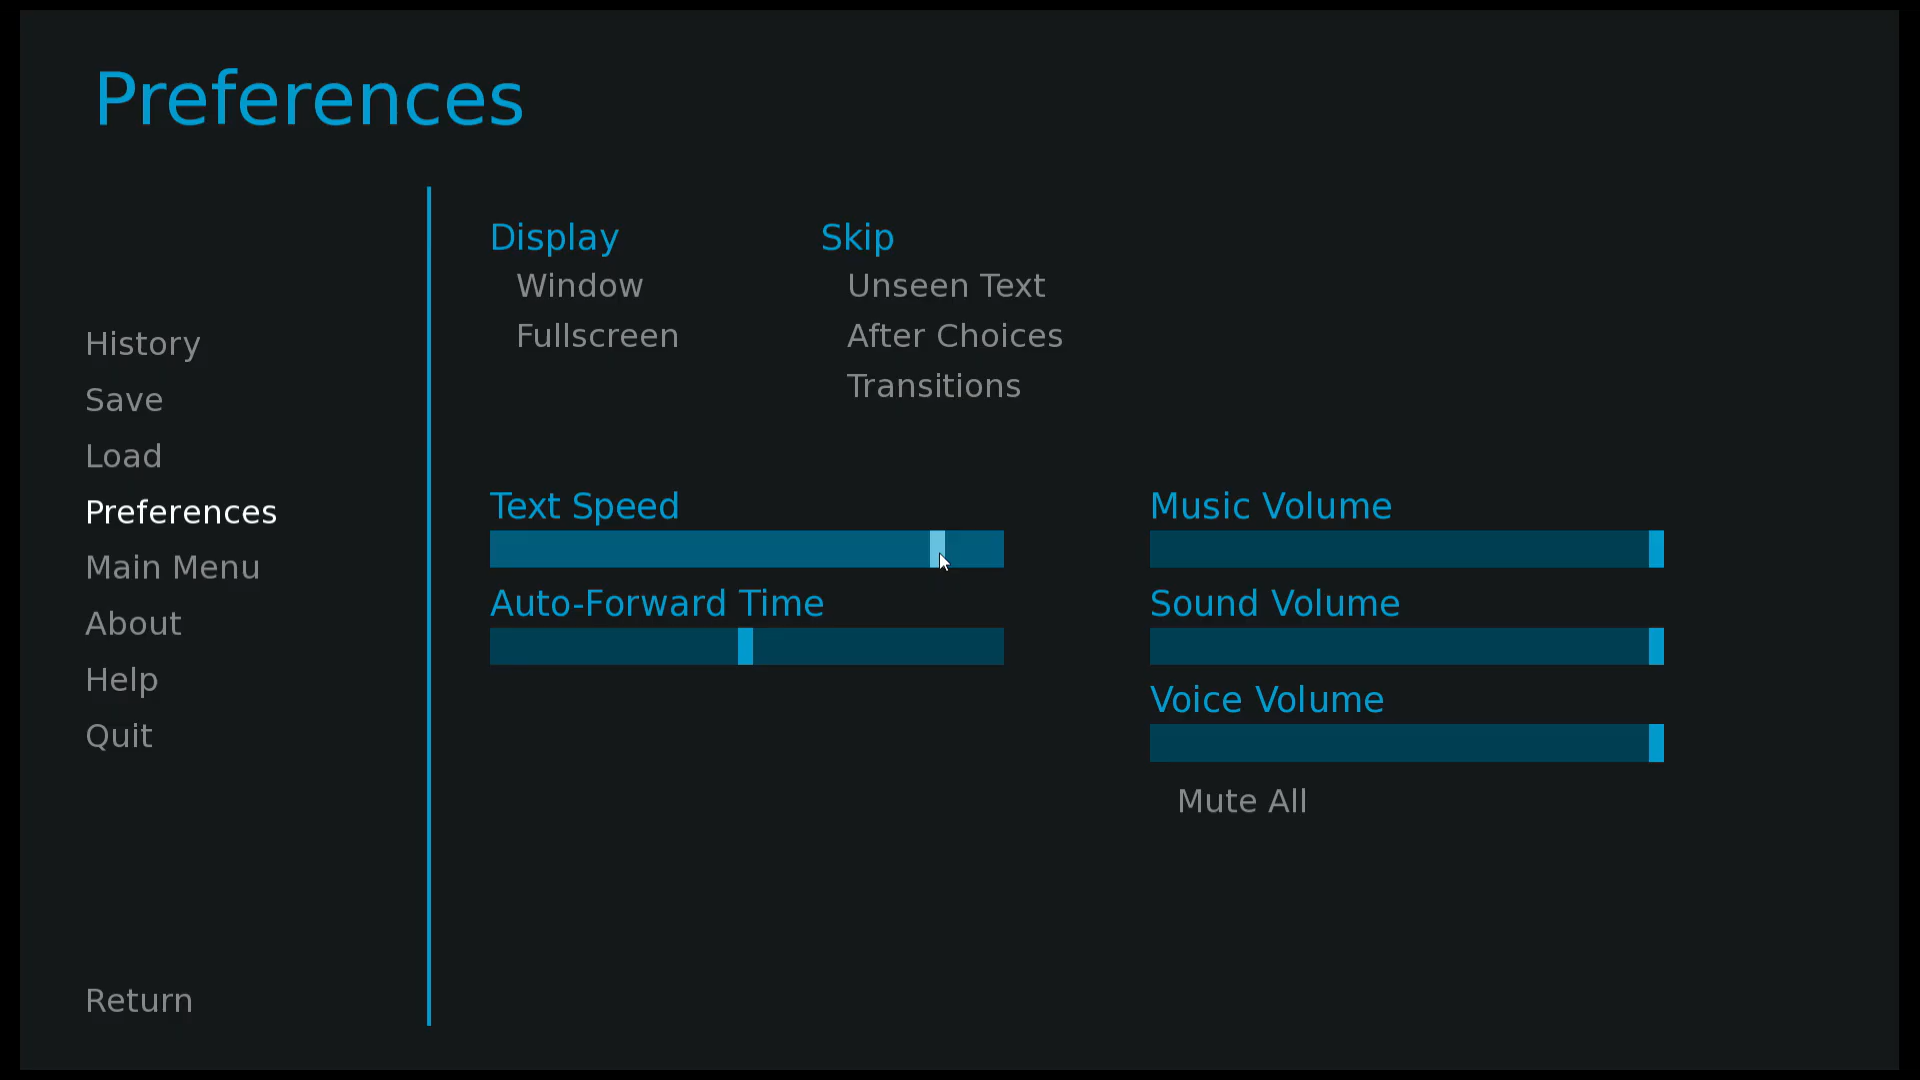 Preferences
History
Save
Load
Preferences
Main Menu
About
Help
Quit
Return
Display
Window
Fullscreen
Skip
Unseen Text
After Choices
Transitions
Text Speed
Auto-Forward Time
Music Volume
Sound Volume
Voice Volume
Mute All